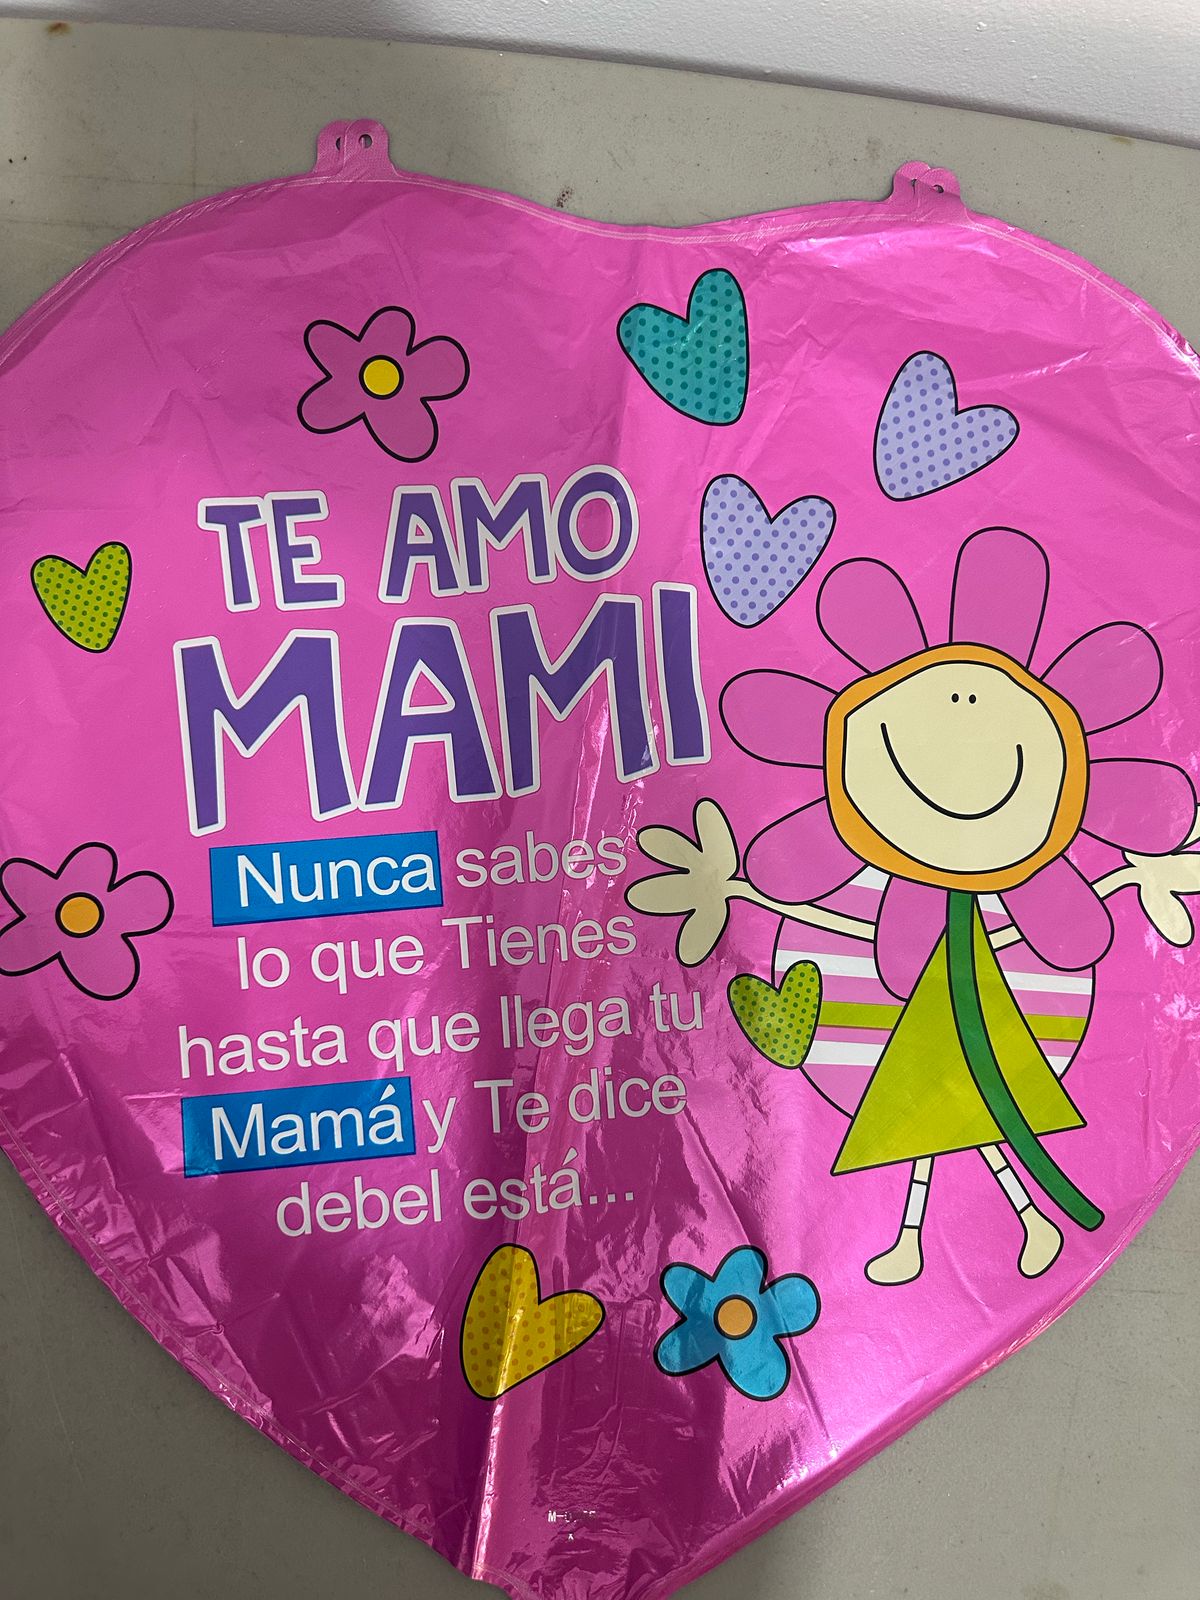 TE AMO
MAMI
Nunca sabes
lo que Tienes
hasta que llega tu
Mamá y Te dice
debel está...